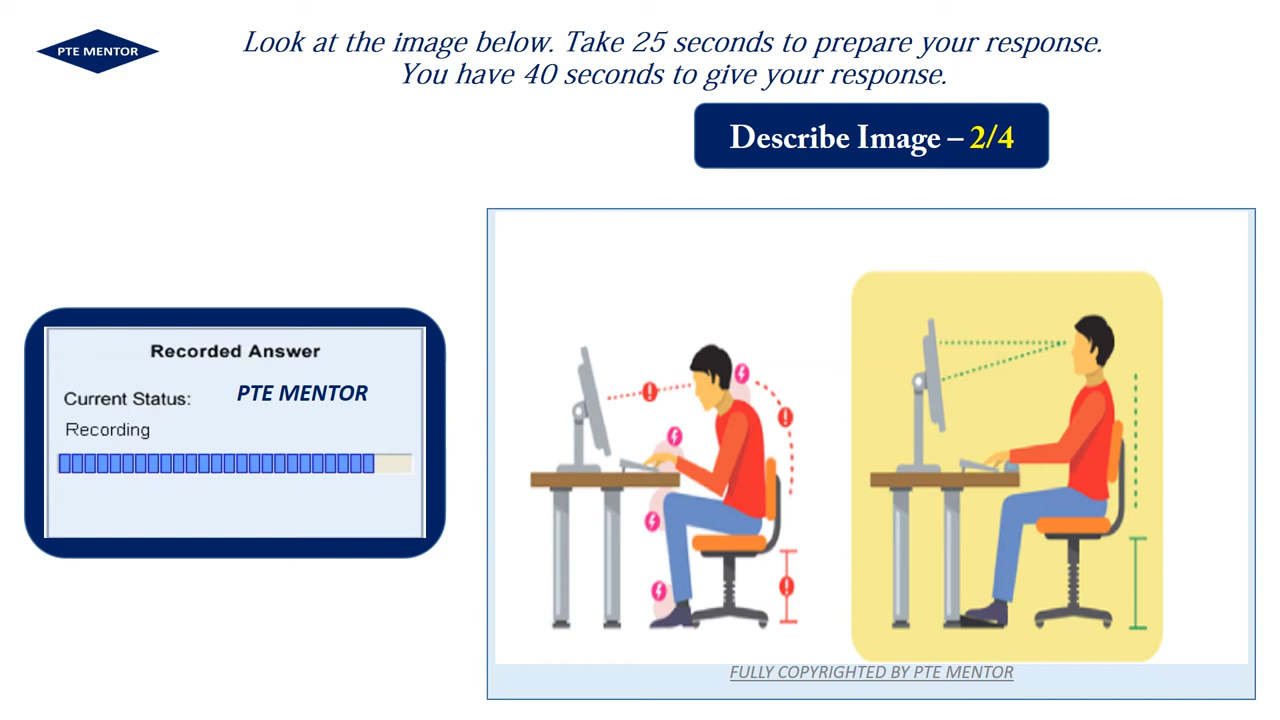 PTE MENTOR
Look at the image below. Take 25 seconds to prepare your response.
You have 40 seconds to give your response.
Describe Image – 2/4
Recorded Answer
Current Status:
PTE MENTOR
Recording
FULLY COPYRIGHTED BY PTE MENTOR